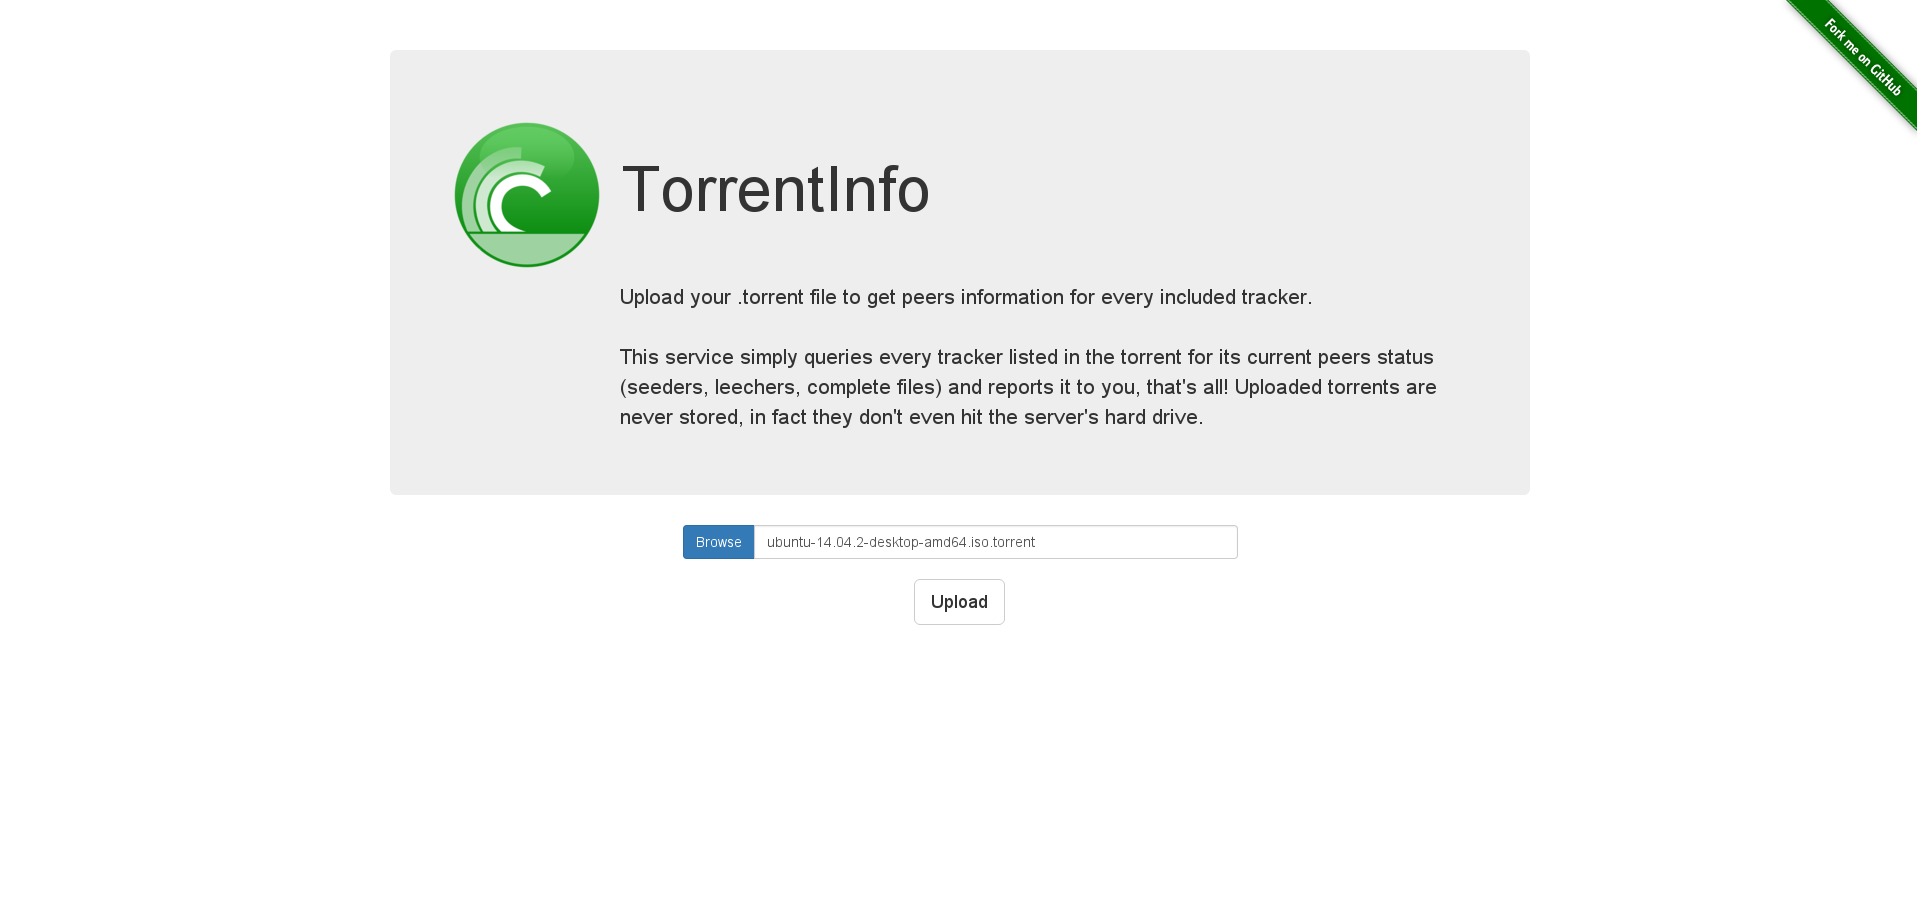 Fork me on GitHub
TorrentInfo
Upload your .torrent file to get peers information for every included tracker.
This service simply queries every tracker listed in the torrent for its current peers status
(seeders, leechers, complete files) and reports it to you, that's all! Uploaded torrents are
never stored, in fact they don't even hit the server's hard drive.
Browse ubuntu-14.04.2-desktop-amd64.iso.torrent
Upload